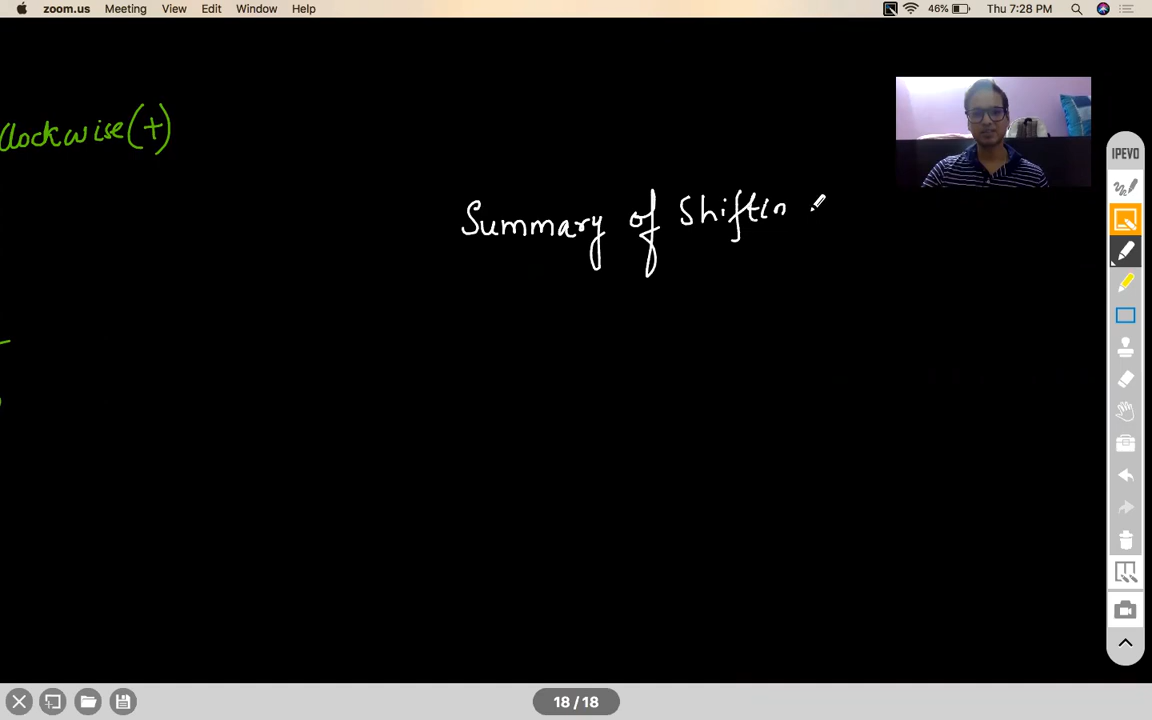 zoom.us Meeting View Edit Window Help 46% Thu 7:28 PM
Clockwise(+)
IPEVO
Summary of Shiftin
18/18